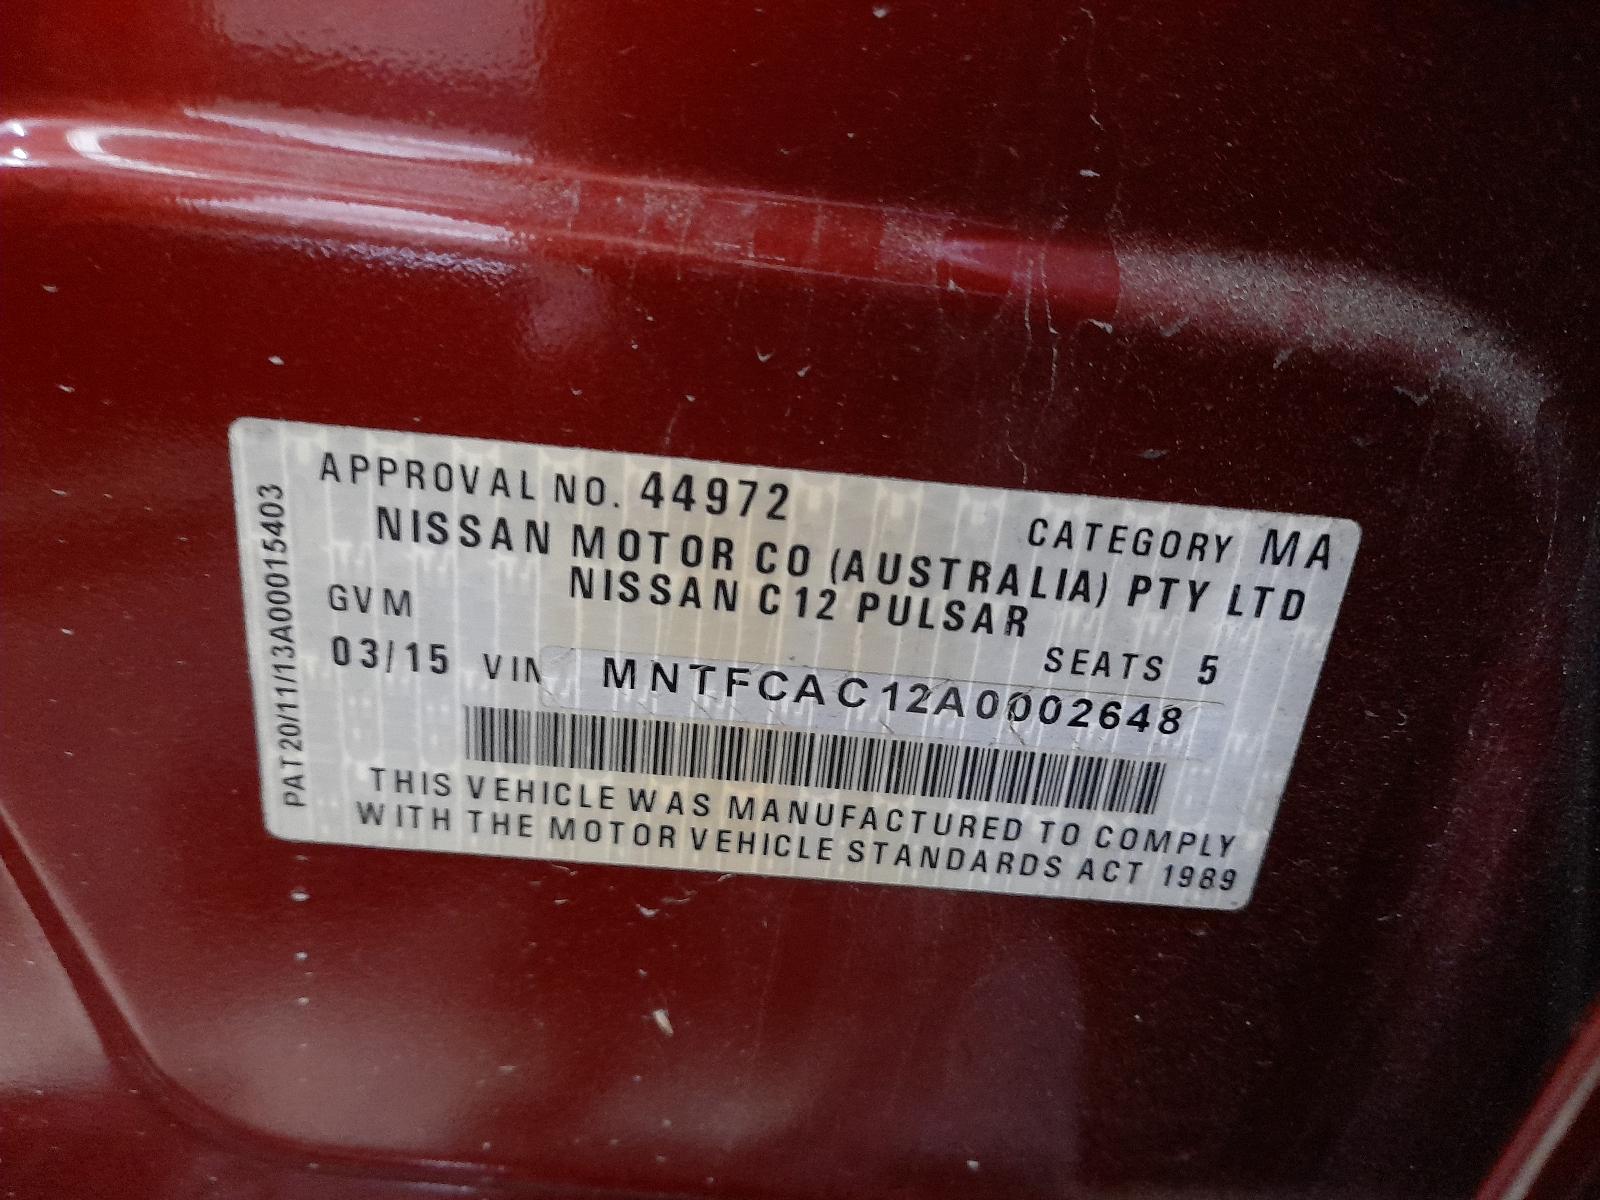 APPROVAL NO. 44972
CATEGORY MA
NISSAN MOTOR CO (AUSTRALIA) PTY LTD
NISSAN C12 PULSAR
GVM
SEATS 5
03/15 VIN MNTFCAC12A0002648
THIS VEHICLE WAS MANUFACTURED TO COMPLY
WITH THE MOTOR VEHICLE STANDARDS ACT 1989
PAT20/11/13A00015403